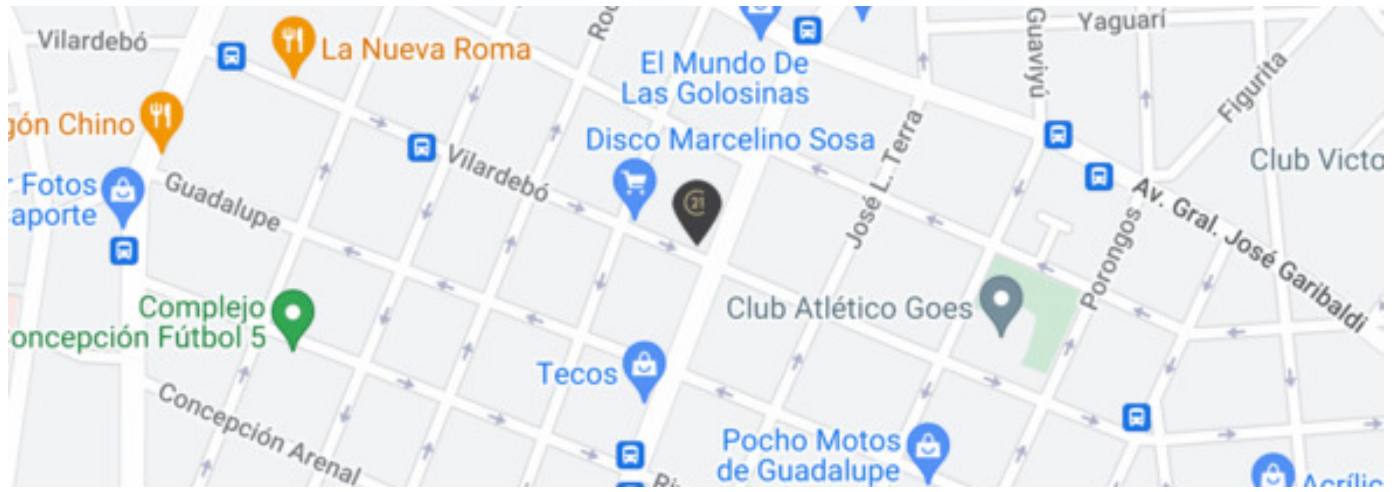 Vilardebó
La Nueva Roma
El Mundo De
Las Golosinas
Guaviyú
Yaguarí
Figurita
gón Chino
Vilardebó
Disco Marcelino Sosa
21
José L. Terra
Club Victo
Fotos
aporte
Guadalupe
Av. Gral. José Garibaldi
Porongos
Complejo
oncepción Fútbol 5
Club Atlético Goes
Tecos
Concepción Arenal
Pocho Motos
de Guadalupe
Acrílic